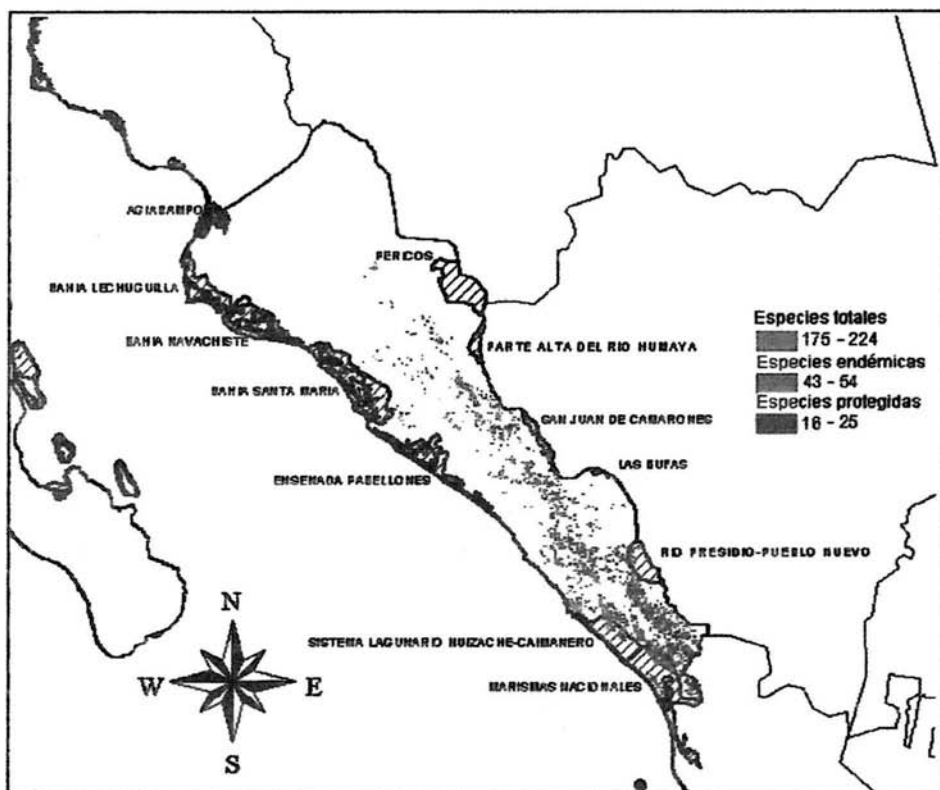 AGIABAMPO
PERICOS
BAHIA LECHUGUILLA
BAHIA NAVACHISTE
Especies totales
175 - 224
Especies endémicas
43 - 54
Especies protegidas
16 - 25
PARTE ALTA DEL RIO HUMAYA
BAHIA SANTA MARIA
SAN JUAN DE CAMARONES
LAS BUFAS
ENSENADA PABELLONES
RIO PRESIDIO-PUEBLO NUEVO
SISTEMA LAGUNARIO HUIZACHE-CAIMANERO
MARISMAS NACIONALES
N
W
E
S